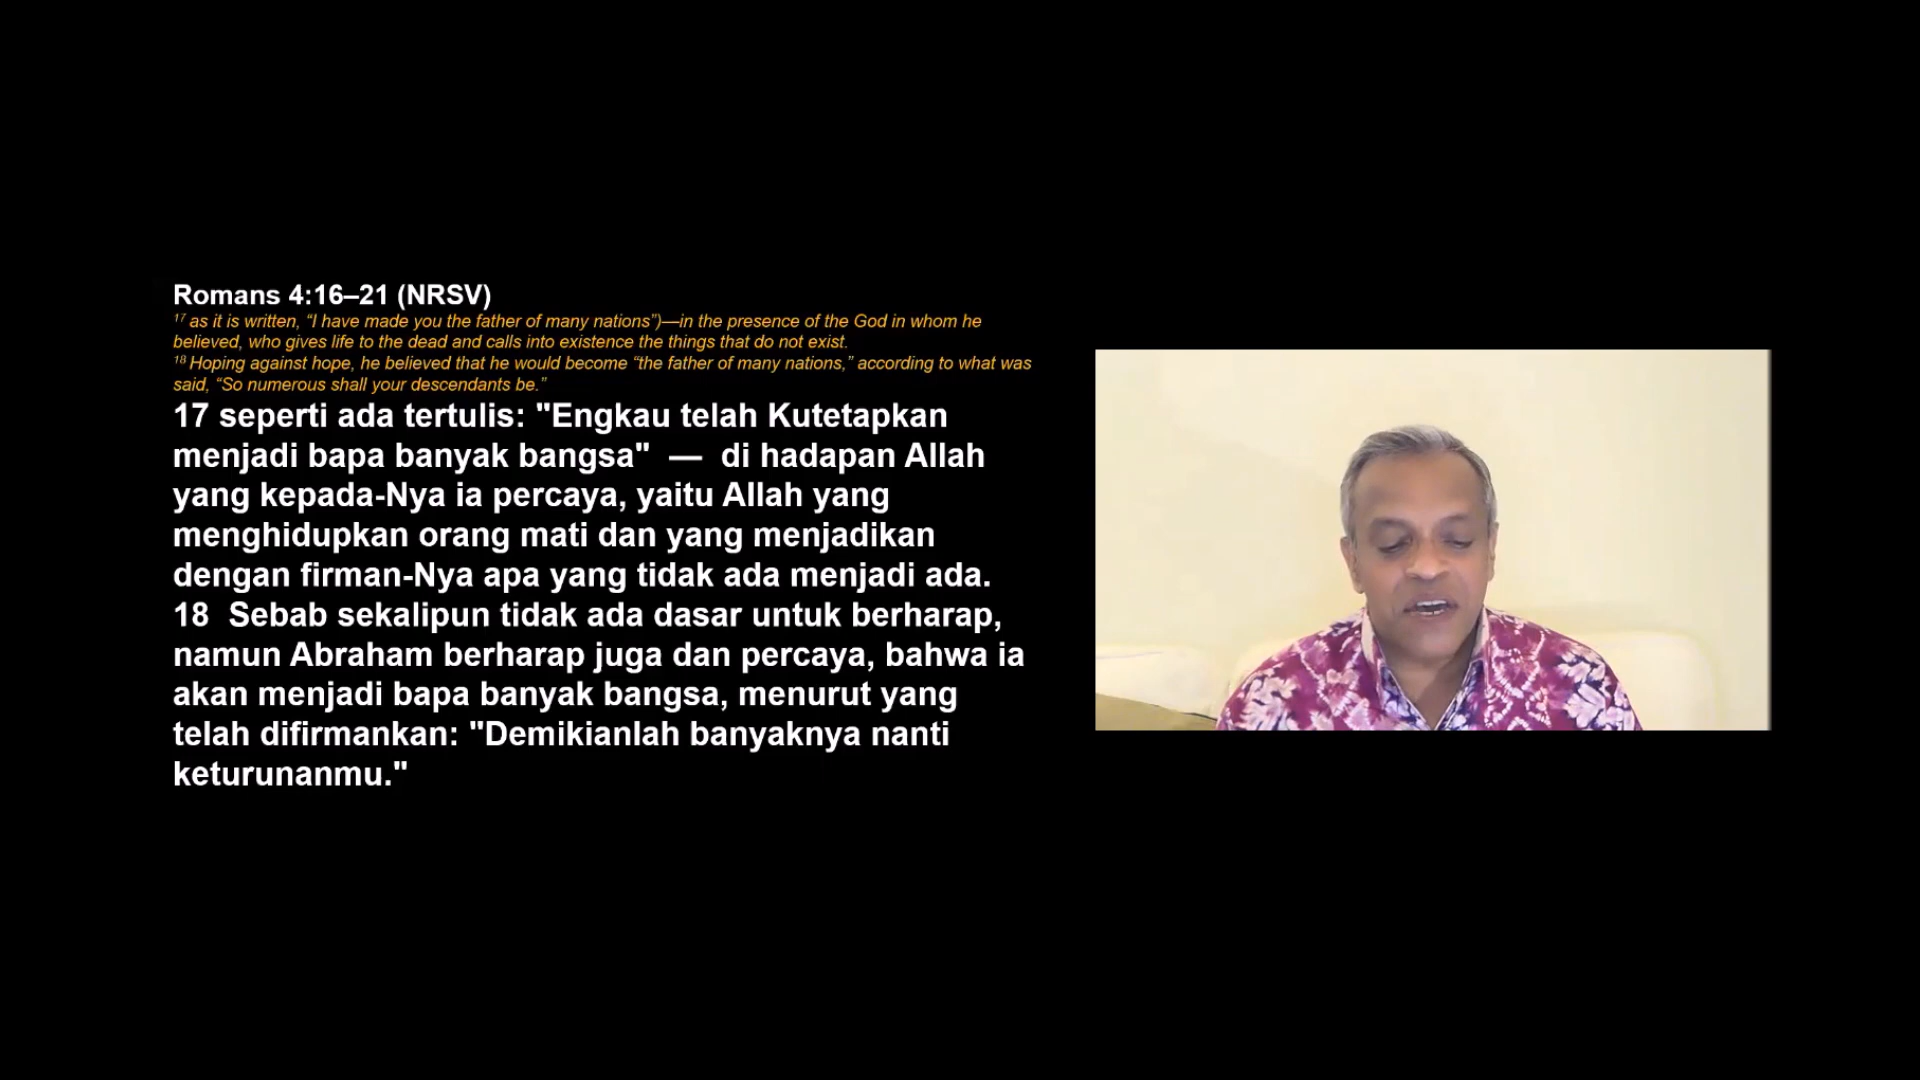 Romans 4:16–21 (NRSV)
17 as it is written, “I have made you the father of many nations”)—in the presence of the God in whom he
believed, who gives life to the dead and calls into existence the things that do not exist.
18 Hoping against hope, he believed that he would become “the father of many nations,” according to what was
said, “So numerous shall your descendants be.”
17 seperti ada tertulis: "Engkau telah Kutetapkan
menjadi bapa banyak bangsa" — di hadapan Allah
yang kepada-Nya ia percaya, yaitu Allah yang
menghidupkan orang mati dan yang menjadikan
dengan firman-Nya apa yang tidak ada menjadi ada.
18 Sebab sekalipun tidak ada dasar untuk berharap,
namun Abraham berharap juga dan percaya, bahwa ia
akan menjadi bapa banyak bangsa, menurut yang
telah difirmankan: "Demikianlah banyaknya nanti
keturunanmu."